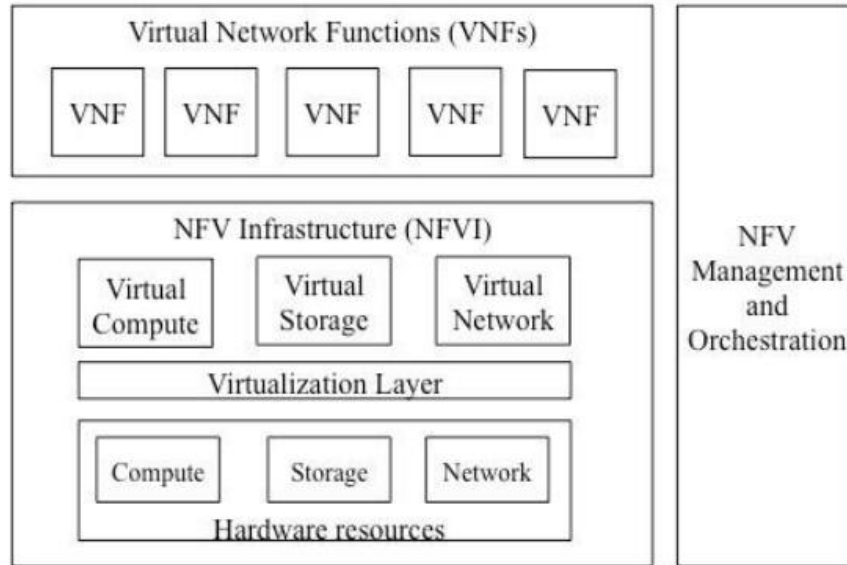 Virtual Network Functions (VNFs)
VNF VNF VNF VNF VNF
NFV Infrastructure (NFVI)
Virtual Compute
Virtual Storage
Virtual Network
Virtualization Layer
Compute Storage Network
Hardware resources
NFV
Management
and
Orchestration